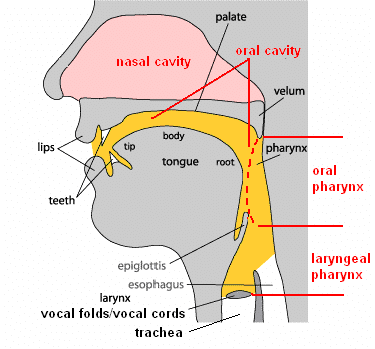 palate
oral cavity
nasal cavity
velum
lips
tip
body
tongue
root
pharynx
teeth
oral
pharynx
epiglottis
laryngeal
pharynx
esophagus
larynx
vocal folds/vocal cords
trachea